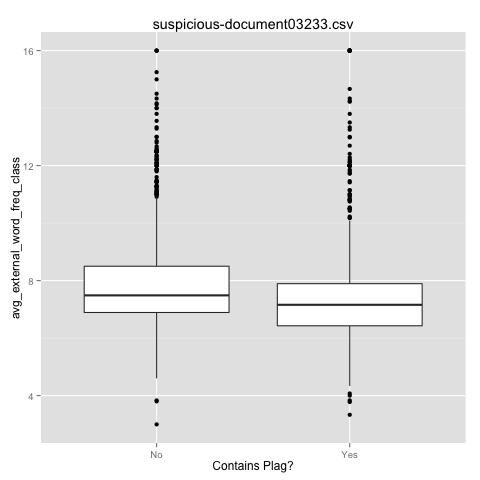 suspicious-document03233.csv
avg_external_word_freq_class
16
12
8
4
No Yes
Contains Plag?